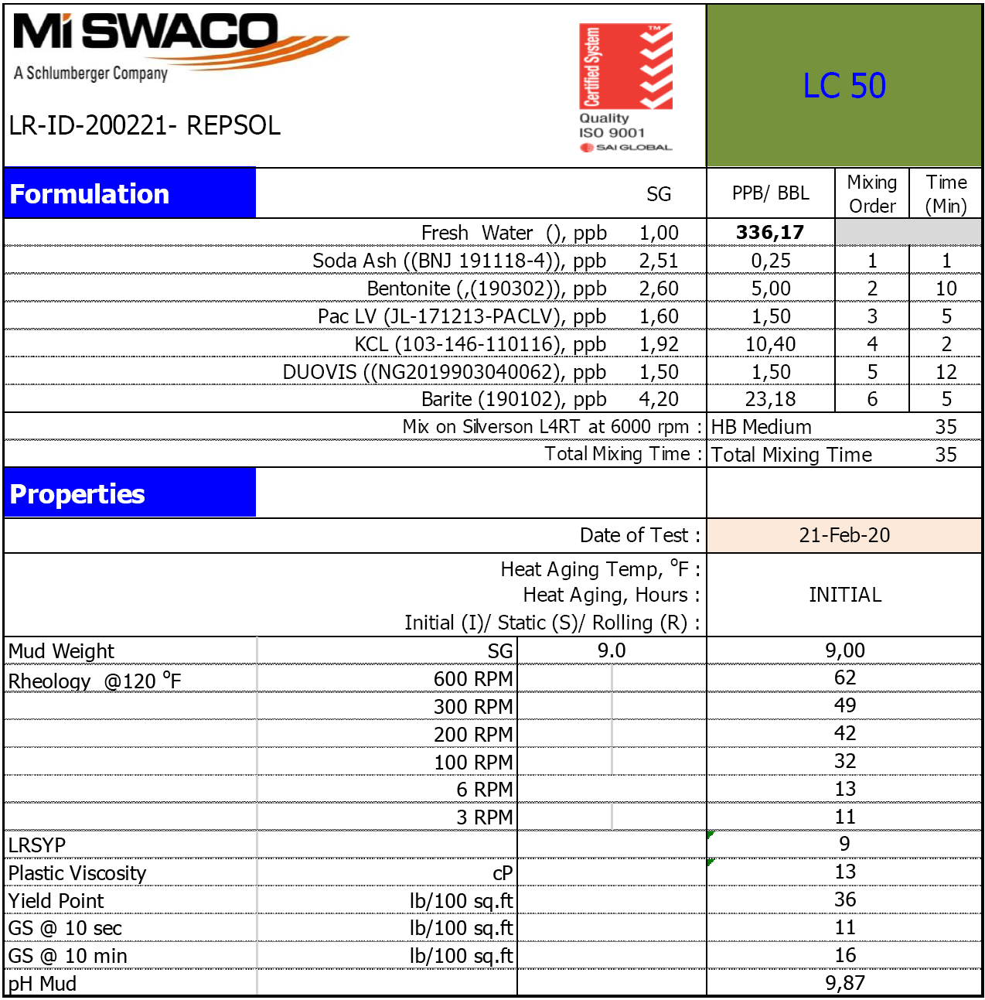 Mi SWACO
A Schlumberger Company
Certified System
TM
Quality
ISO 9001
SAI GLOBAL
LC 50
LR-ID-200221- REPSOL
Formulation SG PPB/ BBL Mixing Order Time (Min)
Fresh Water (), ppb 1,00 336,17
Soda Ash ((BNJ 191118-4)), ppb 2,51 0,25 1 1
Bentonite (,(190302)), ppb 2,60 5,00 2 10
Pac LV (JL-171213-PACLV), ppb 1,60 1,50 3 5
KCL (103-146-110116), ppb 1,92 10,40 4 2
DUOVIS ((NG2019903040062), ppb 1,50 1,50 5 12
Barite (190102), ppb 4,20 23,18 6 5
Mix on Silverson L4RT at 6000 rpm : HB Medium 35
Total Mixing Time : Total Mixing Time 35
Properties
Date of Test : 21-Feb-20
Heat Aging Temp, °F :
Heat Aging, Hours : INITIAL
Initial (I)/ Static (S)/ Rolling (R) :
Mud Weight SG 9.0 9,00
Rheology @120 °F 600 RPM 62
300 RPM 49
200 RPM 42
100 RPM 32
6 RPM 13
3 RPM 11
LRSYP 9
Plastic Viscosity cP 13
Yield Point lb/100 sq.ft 36
GS @ 10 sec lb/100 sq.ft 11
GS @ 10 min lb/100 sq.ft 16
pH Mud 9,87